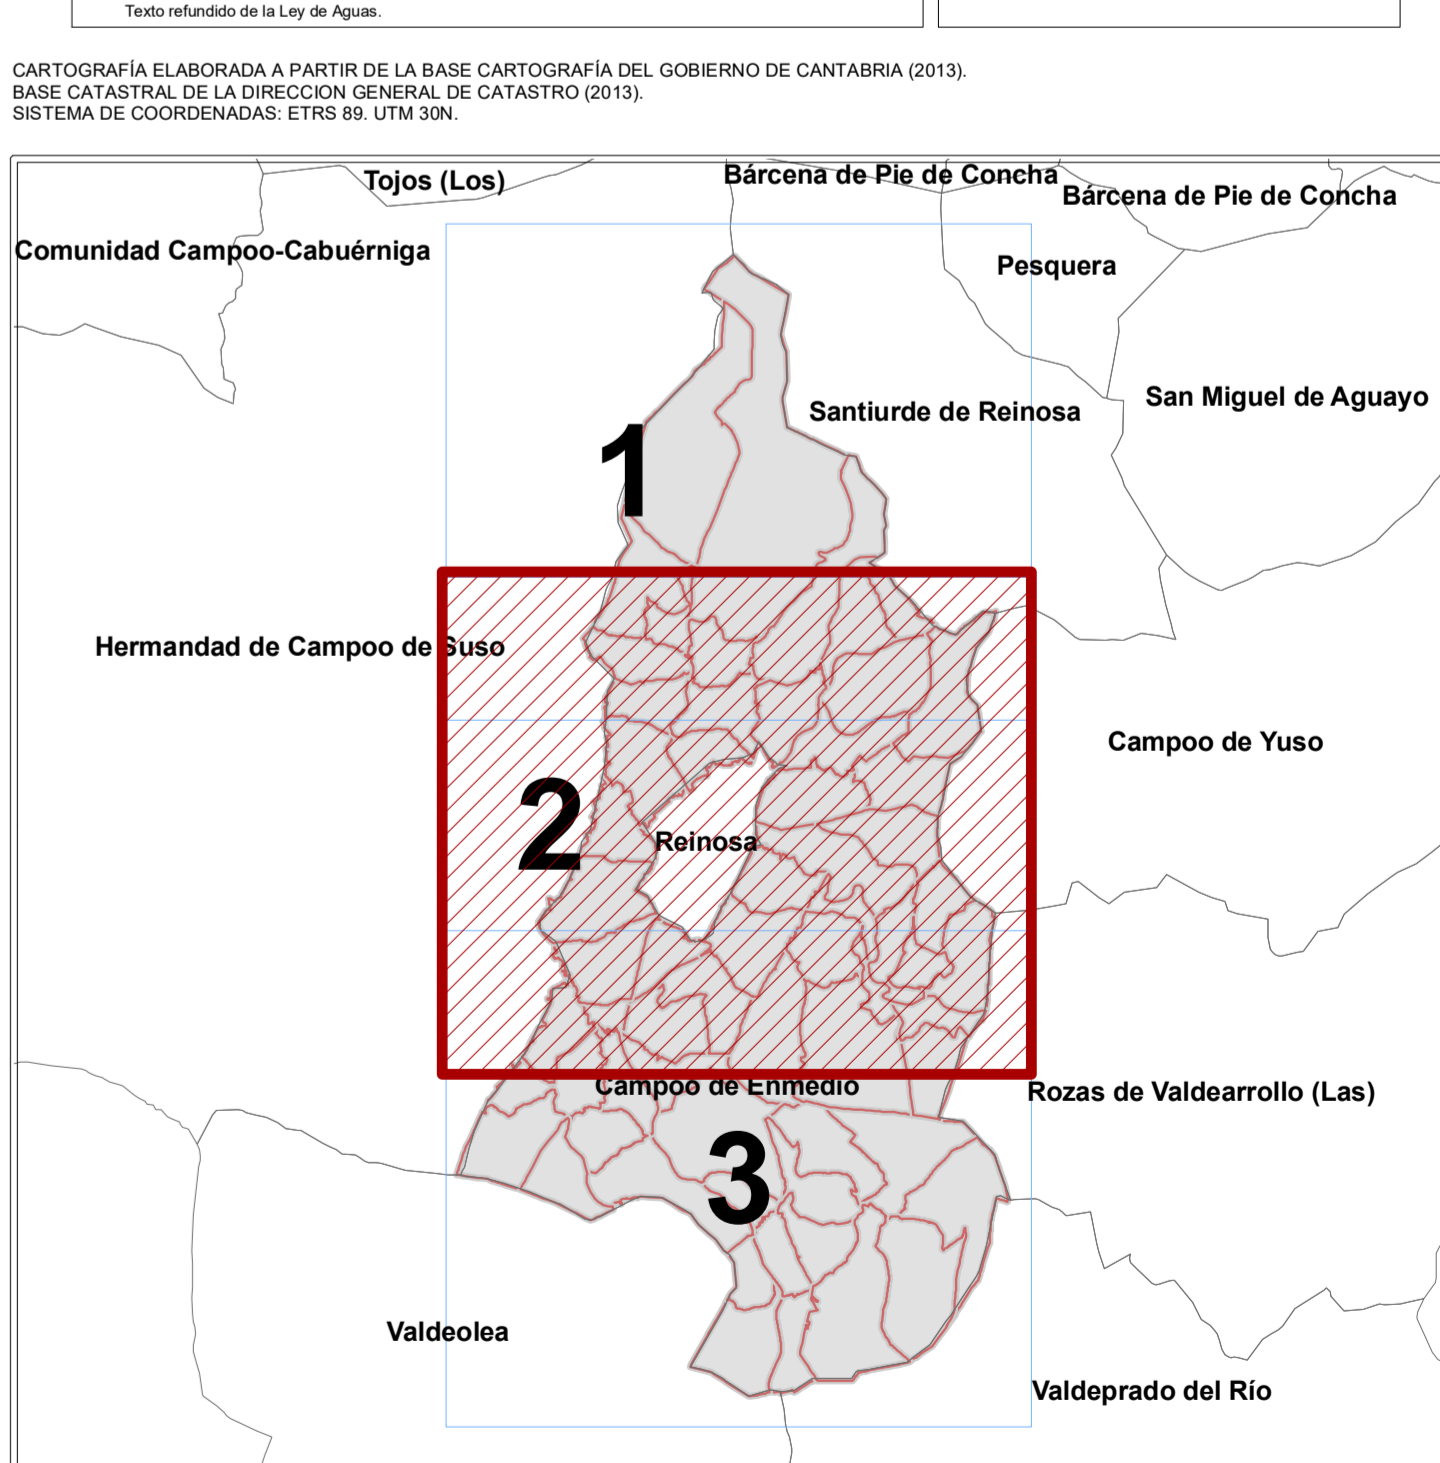 Texto refundido de la Ley de Aguas.
CARTOGRAFÍA ELABORADA A PARTIR DE LA BASE CARTOGRAFÍA DEL GOBIERNO DE CANTABRIA (2013).
BASE CATASTRAL DE LA DIRECCION GENERAL DE CATASTRO (2013).
SISTEMA DE COORDENADAS: ETRS 89. UTM 30N.
Tojos (Los)
Bárcena de Pie de Concha
Bárcena de Pie de Concha
Comunidad Campoo-Cabuérniga
Pesquera
San Miguel de Aguayo
Santiurde de Reinosa
1
Hermandad de Campoo de Suso
Campoo de Yuso
2
Reinosa
Campoo de Enmedio
Rozas de Valdearrollo (Las)
3
Valdeolea
Valdeprado del Río